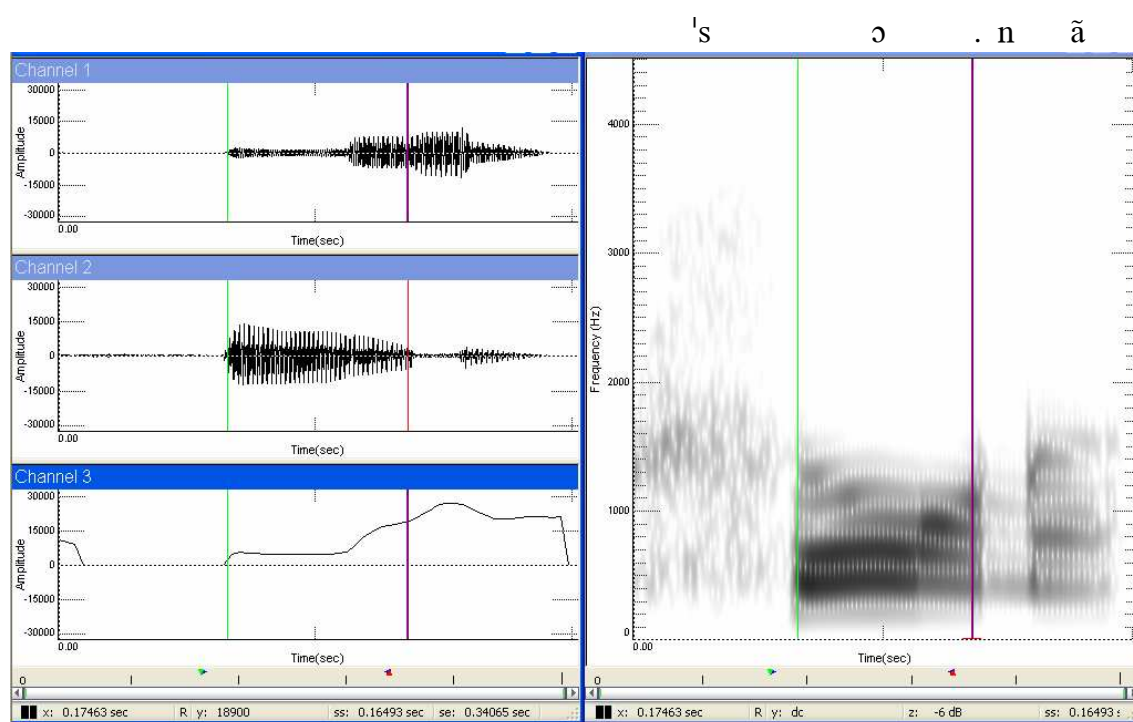 ˈs ɔ . n ã
Channel 1
30000
15000
Amplitude
0
-15000
-30000
0.00
Time(sec)
Channel 2
30000
15000
Amplitude
0
-15000
-30000
0.00
Time(sec)
Channel 3
30000
15000
Amplitude
0
-15000
-30000
0.00
Time(sec)
4000
3000
Frequency (Hz)
2000
1000
0
0.00
Time(sec)
0
0
x: 0.17463 sec R y: 18900 ss: 0.16493 sec se: 0.34065 sec
x: 0.17463 sec R y: dc z: -6 dB ss: 0.16493